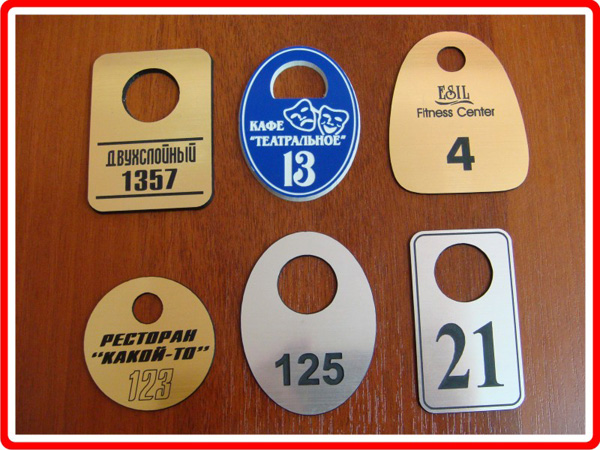 ДВУХСЛОЙНЫЙ
1357
КАФЕ
"ТЕАТРАЛЬНОЕ"
13
ESIL
Fitness Center
4
РЕСТОРАН
"КАКОЙ-ТО"
123
125
21